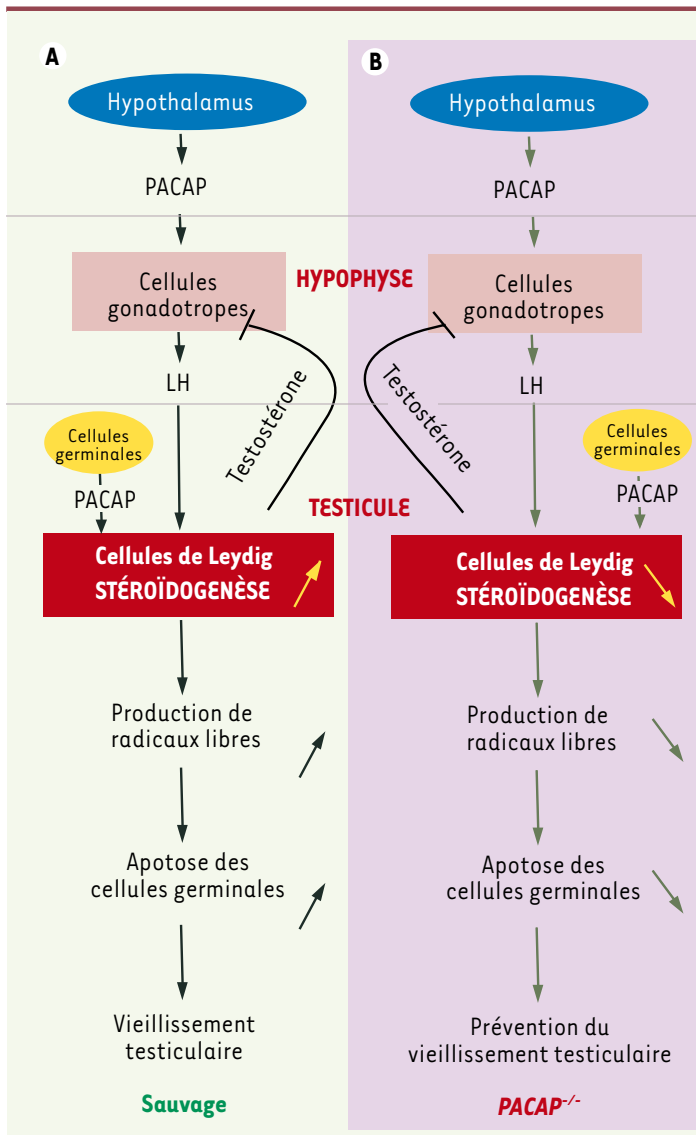 A
Hypothalamus
PACAP
Cellules
gonadotropes
LH
Testostérone
Cellules
germinales
PACAP
Cellules de Leydig
STÉROÏDOGENÈSE
Production de
radicaux libres
Apotose des
cellules germinales
Vieillissement
testiculaire
Sauvage
HYPOPHYSE
TESTICULE
B
Hypothalamus
PACAP
Cellules
gonadotropes
LH
Testostérone
Cellules
germinales
PACAP
Cellules de Leydig
STÉROÏDOGENÈSE
Production de
radicaux libres
Apotose des
cellules germinales
Prévention du
vieillissement testiculaire
PACAP-/-